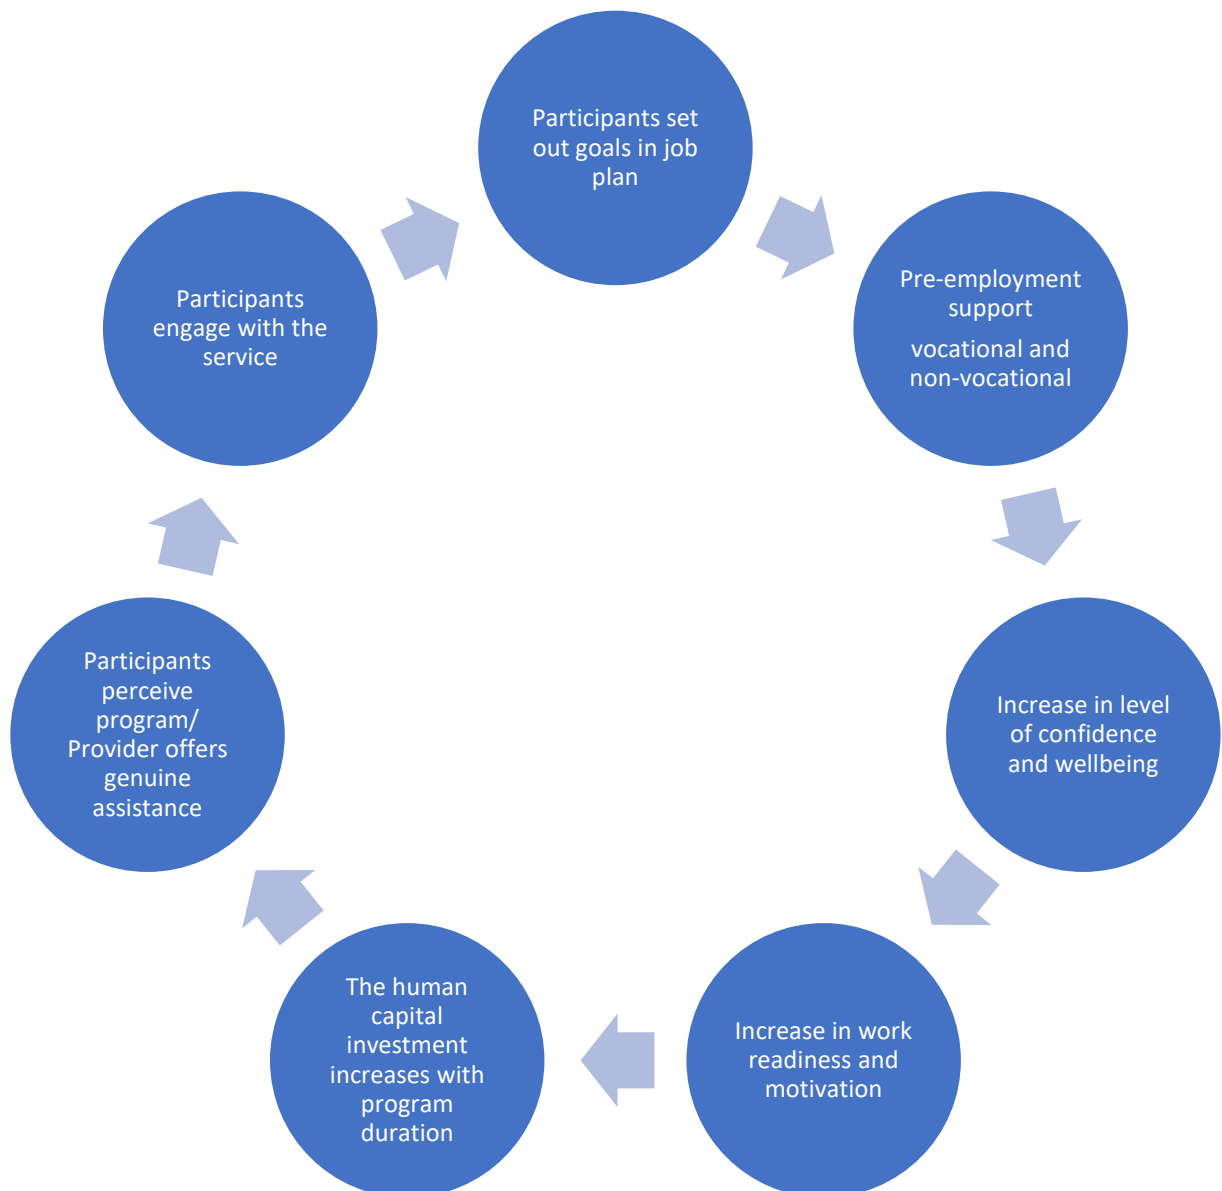 Participants set
out goals in job
plan
Pre-employment
support
vocational and
non-vocational
Increase in level
of confidence
and wellbeing
Increase in work
readiness and
motivation
The human
capital
investment
increases with
program
duration
Participants
perceive
program/
Provider offers
genuine
assistance
Participants
engage with the
service